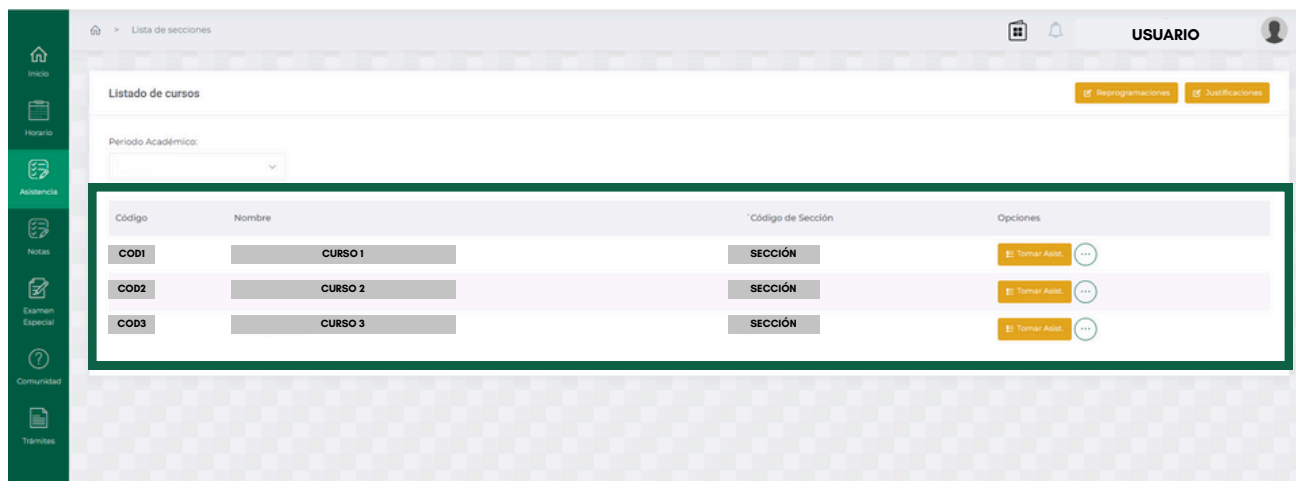 > Lista de secciones
USUARIO
Inicio
Horario
Asistencia
Notas
Examen
Especial
Comunidad
Trámites
Listado de cursos
Reprogramaciones
Justificaciones
Periodo Académico:
Código Nombre Código de Sección Opciones
COD1 CURSO 1 SECCIÓN Tomar Asist. ...
COD2 CURSO 2 SECCIÓN Tomar Asist. ...
COD3 CURSO 3 SECCIÓN Tomar Asist. ...